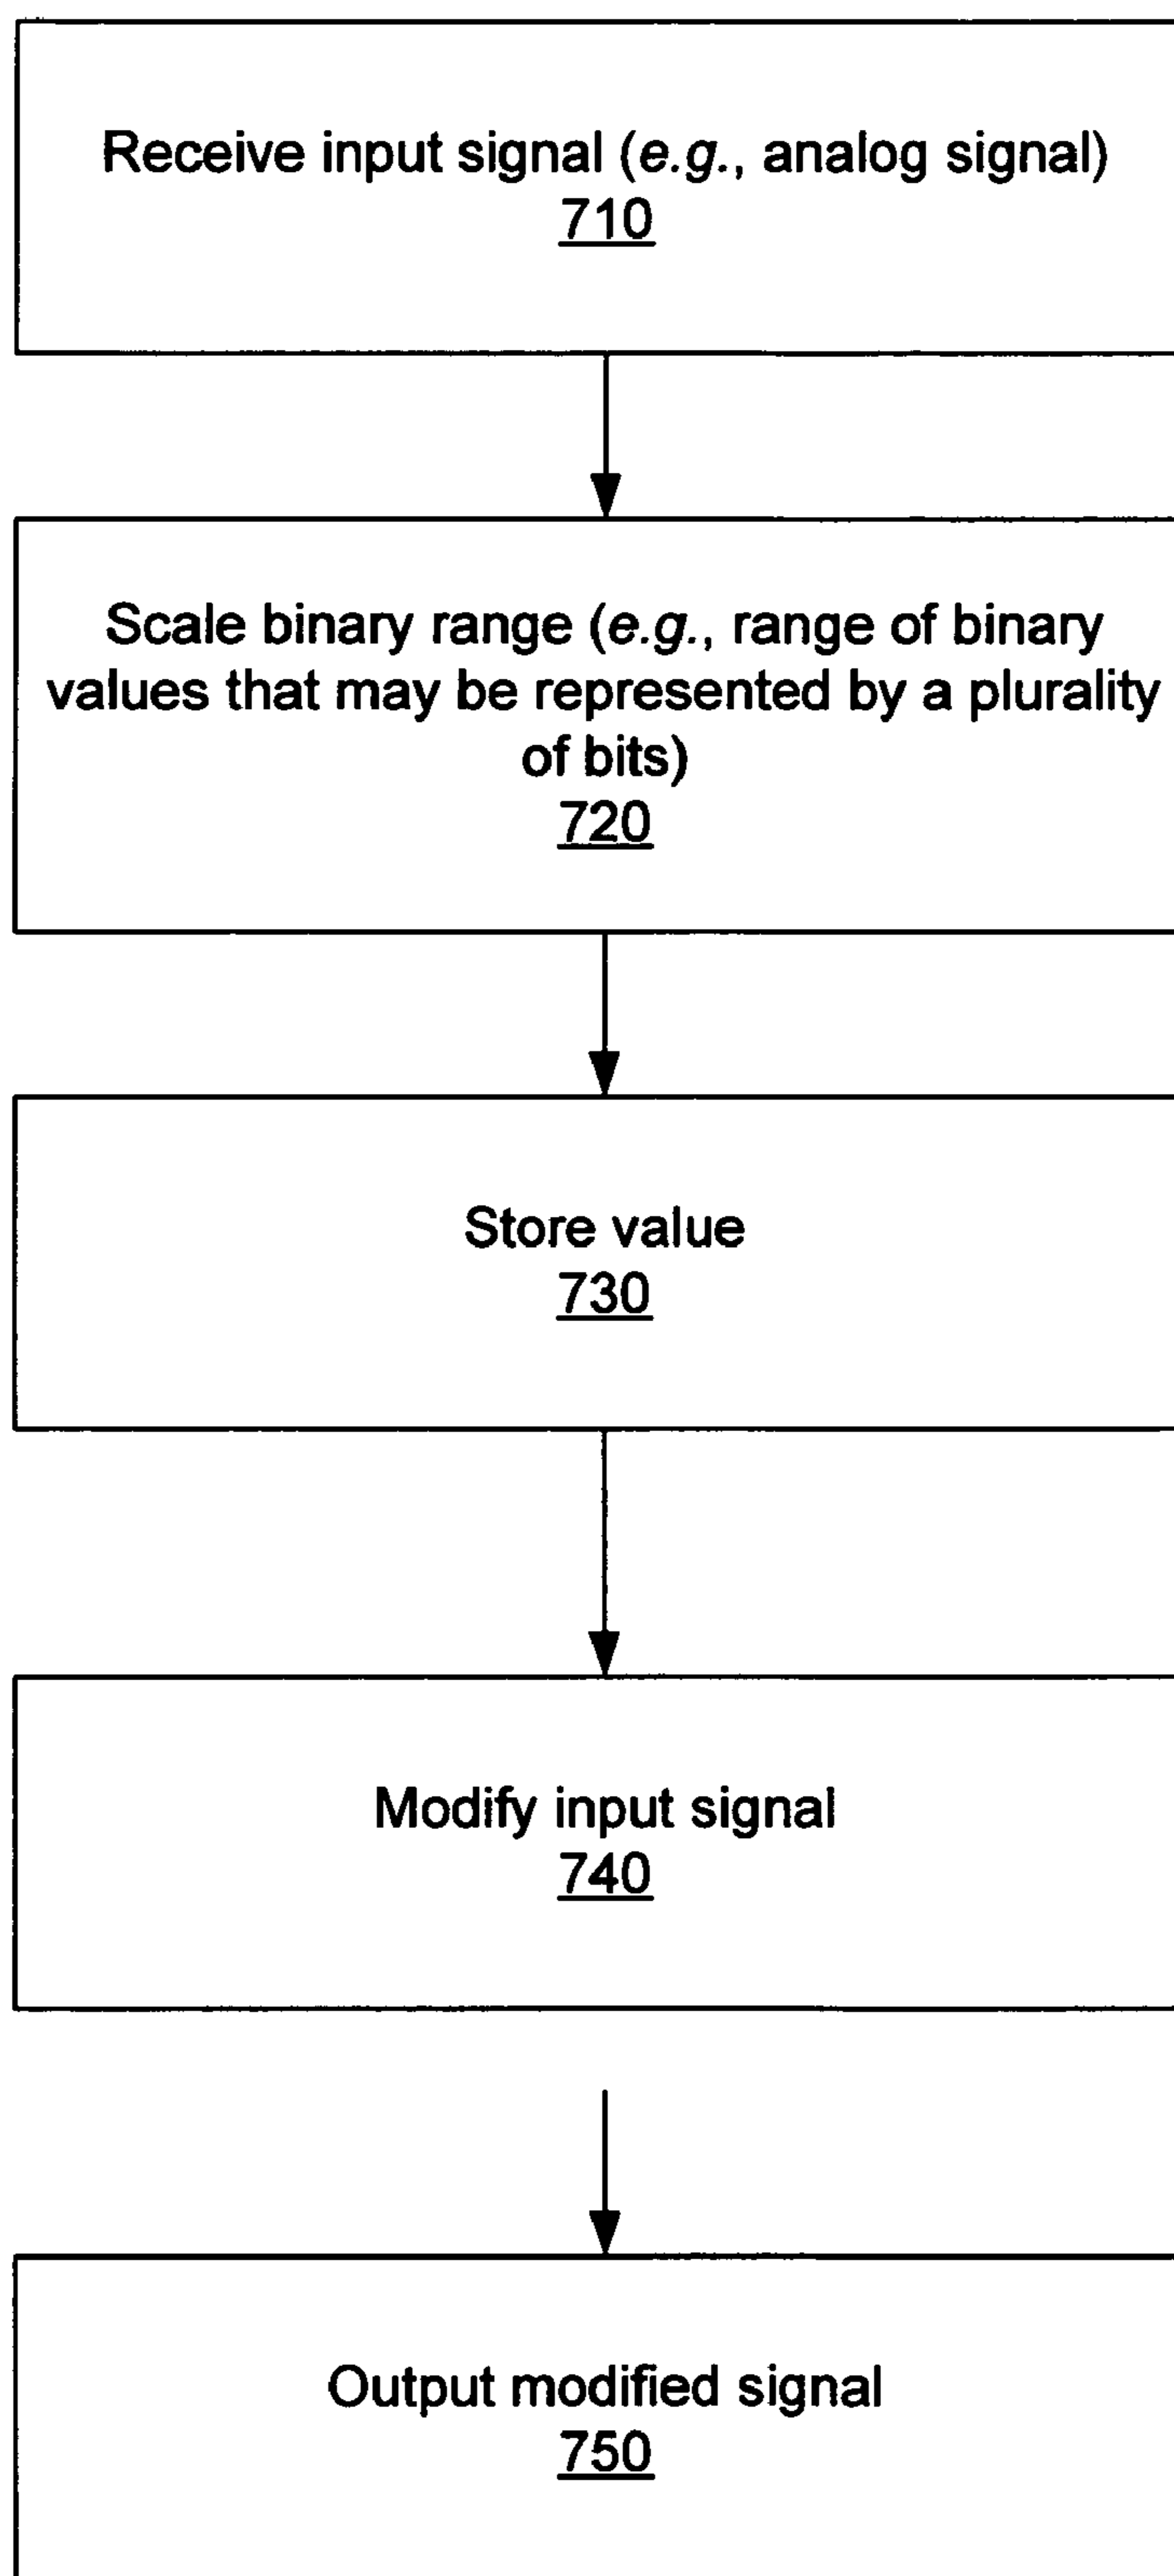 Receive input signal (e.g., analog signal)
710
Scale binary range (e.g., range of binary
values that may be represented by a plurality
of bits)
720
Store value
730
Modify input signal
740
Output modified signal
750